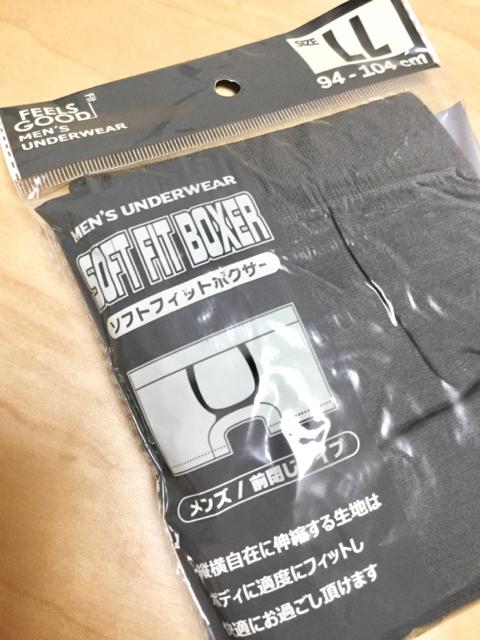 FEELS Fit
GOOD!
MEN'S
UNDERWEAR
SIZE
LL
94-104cm
MEN'S UNDERWEAR
SOFT FIT BOXER
ソフトフィットボクサー
メンズ/前閉じタイプ
縦横自在に伸縮する生地は
ボディに適度にフィットし
快適にお過ごし頂けます